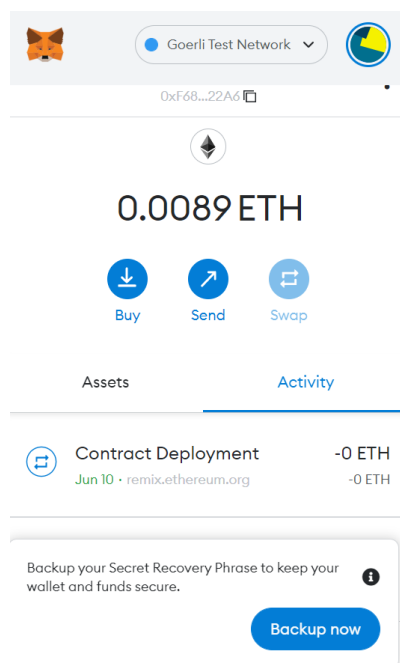 Goerli Test Network
0xF68...22A6
0.0089 ETH
Buy Send Swap
Assets Activity
Contract Deployment -0 ETH
Jun 10 · remix.ethereum.org -0 ETH
Backup your Secret Recovery Phrase to keep your
wallet and funds secure.
Backup now